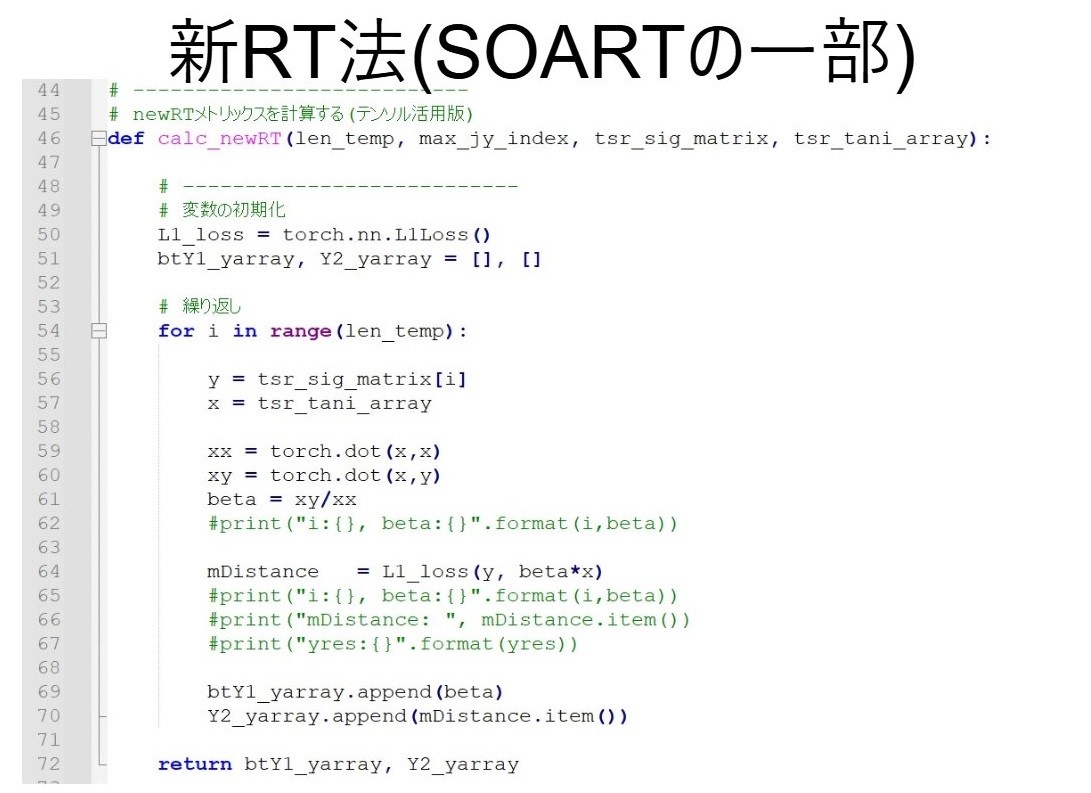 新RT法(SOARTの一部)
44 # ---------------------------
45 # newRTメトリックスを計算する(テンソル活用版)
46 def calc_newRT(len_temp, max_jy_index, tsr_sig_matrix, tsr_tani_array):
47
48 # ---------------------------
49 # 変数の初期化
50 L1_loss = torch.nn.L1Loss()
51 btY1_yarray, Y2_yarray = [], []
52
53 # 繰り返し
54 for i in range(len_temp):
55
56 y = tsr_sig_matrix[i]
57 x = tsr_tani_array
58
59 xx = torch.dot(x,x)
60 xy = torch.dot(x,y)
61 beta = xy/xx
62 #print("i:{}, beta:{}".format(i,beta))
63
64 mDistance   = L1_loss(y, beta*x)
65 #print("i:{}, beta:{}".format(i,beta))
66 #print("mDistance: ", mDistance.item())
67 #print("yres:{}".format(yres))
68
69 btY1_yarray.append(beta)
70 Y2_yarray.append(mDistance.item())
71
72 return btY1_yarray, Y2_yarray